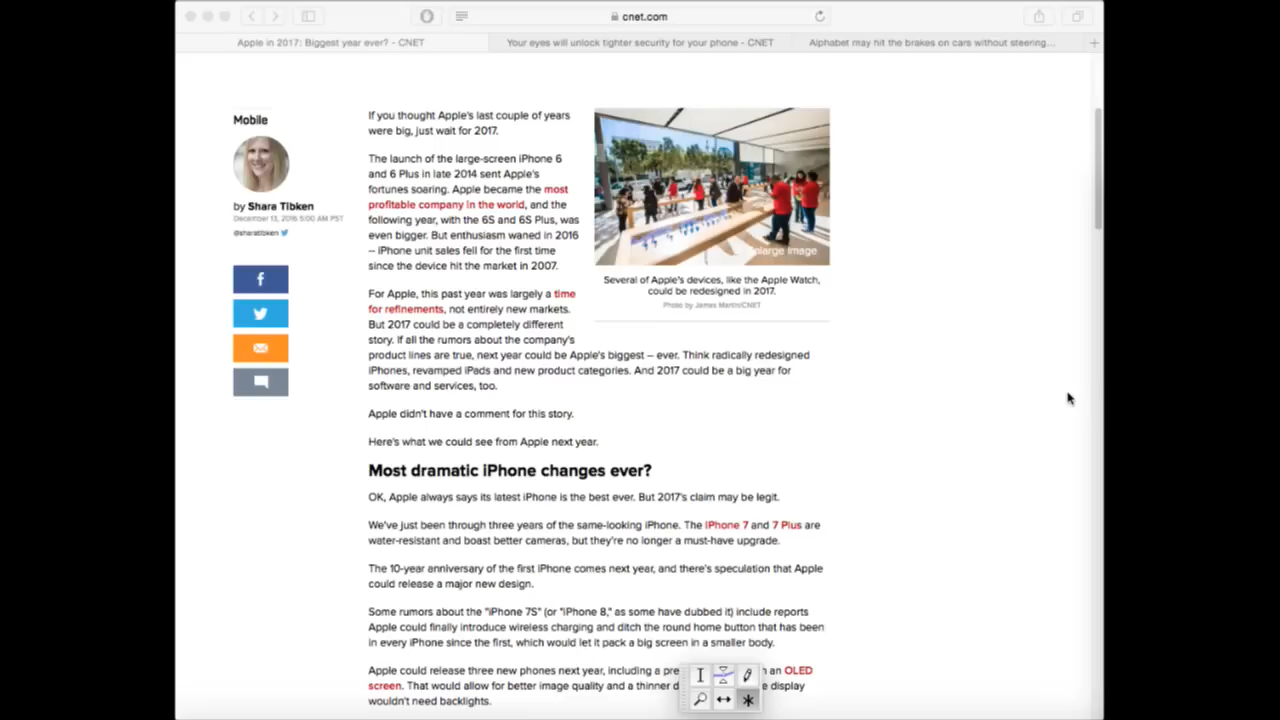 cnet.com
Apple in 2017: Biggest year ever? - CNET
Your eyes will unlock tighter security for your phone - CNET
Alphabet may hit the brakes on cars without steering...
Mobile
by Shara Tibken
December 13, 2016 5:00 AM PST
@sharatibken
If you thought Apple's last couple of years
were big, just wait for 2017.
The launch of the large-screen iPhone 6
and 6 Plus in late 2014 sent Apple's
fortunes soaring. Apple became the most
profitable company in the world, and the
following year, with the 6S and 6S Plus, was
even bigger. But enthusiasm waned in 2016
– iPhone unit sales fell for the first time
since the device hit the market in 2007.
Enlarge Image
Several of Apple's devices, like the Apple Watch,
could be redesigned in 2017.
Photo by James Martin/CNET
For Apple, this past year was largely a time
for refinements, not entirely new markets.
But 2017 could be a completely different
story. If all the rumors about the company's
product lines are true, next year could be Apple's biggest – ever. Think radically redesigned
iPhones, revamped iPads and new product categories. And 2017 could be a big year for
software and services, too.
Apple didn't have a comment for this story.
Here's what we could see from Apple next year.
Most dramatic iPhone changes ever?
OK, Apple always says its latest iPhone is the best ever. But 2017's claim may be legit.
We've just been through three years of the same-looking iPhone. The iPhone 7 and 7 Plus are
water-resistant and boast better cameras, but they're no longer a must-have upgrade.
The 10-year anniversary of the first iPhone comes next year, and there's speculation that Apple
could release a major new design.
Some rumors about the "iPhone 7S" (or "iPhone 8," as some have dubbed it) include reports
Apple could finally introduce wireless charging and ditch the round home button that has been
in every iPhone since the first, which would let it pack a big screen in a smaller body.
Apple could release three new phones next year, including a pre an OLED
screen. That would allow for better image quality and a thinner d display
wouldn't need backlights.